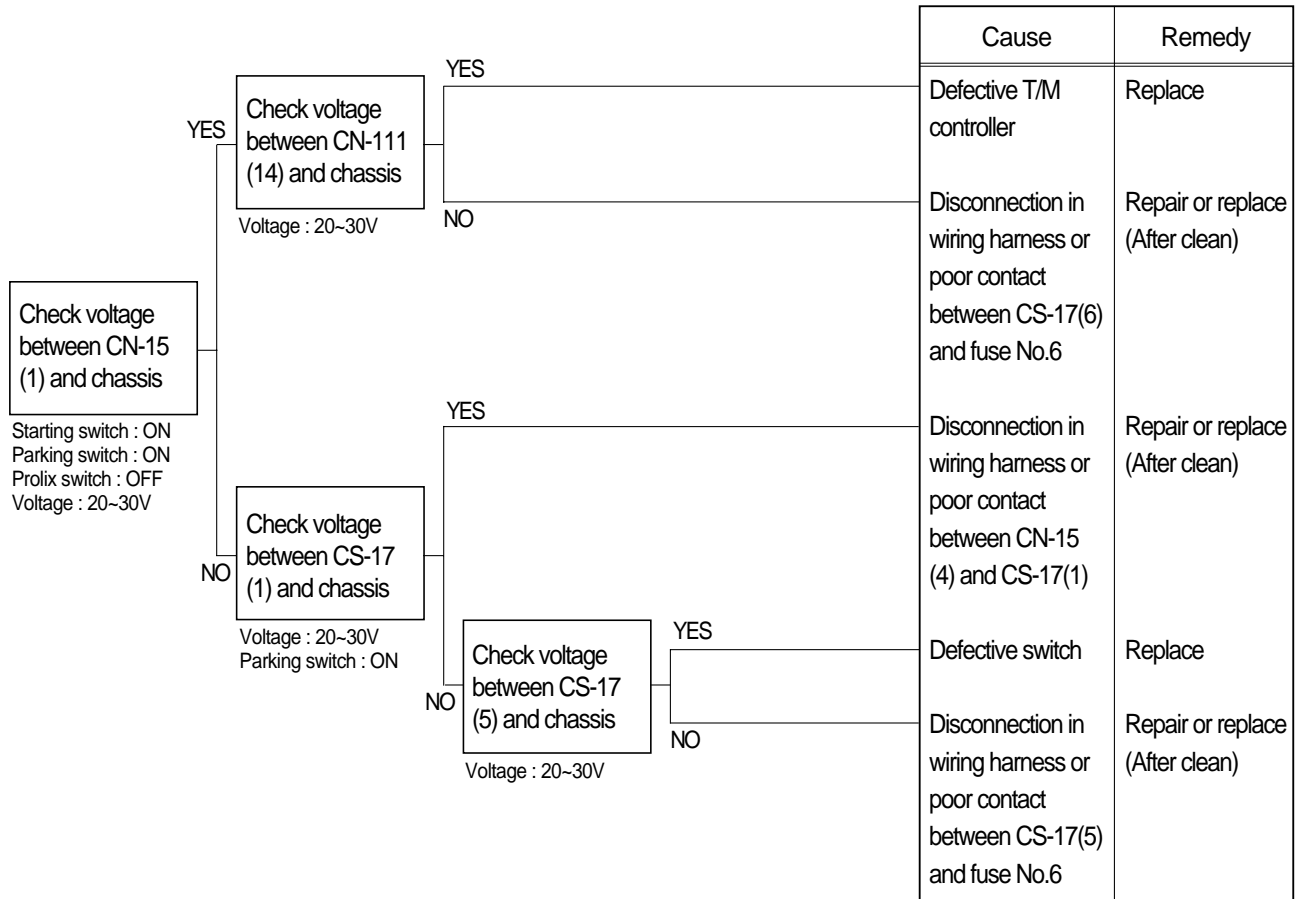 Cause
Remedy
YES
Check voltage
between CN-111
(14) and chassis
YES
Voltage : 20~30V
NO
Defective T/M
controller
Replace
Disconnection in
wiring harness or
poor contact
between CS-17(6)
and fuse No.6
Repair or replace
(After clean)
Check voltage
between CN-15
(1) and chassis
Starting switch : ON
Parking switch : ON
Prolix switch : OFF
Voltage : 20~30V
NO
Check voltage
between CS-17
(1) and chassis
Voltage : 20~30V
Parking switch : ON
YES
Disconnection in
wiring harness or
poor contact
between CN-15
(4) and CS-17(1)
Repair or replace
(After clean)
NO
Check voltage
between CS-17
(5) and chassis
Voltage : 20~30V
YES
Defective switch
Replace
NO
Disconnection in
wiring harness or
poor contact
between CS-17(5)
and fuse No.6
Repair or replace
(After clean)